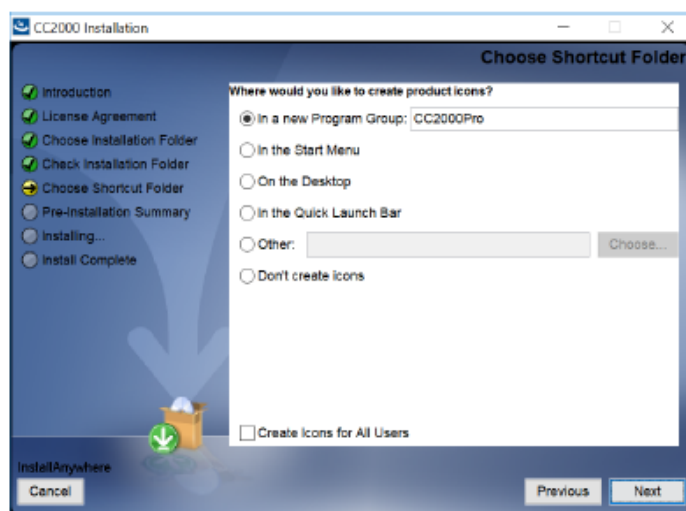 CC2000 Installation
Choose Shortcut Folder
Introduction
License Agreement
Choose Installation Folder
Check Installation Folder
Choose Shortcut Folder
Pre-Installation Summary
Installing...
Install Complete
Where would you like to create product icons?
In a new Program Group: CC2000Pro
In the Start Menu
On the Desktop
In the Quick Launch Bar
Other: Choose...
Don't create icons
Create Icons for All Users
InstallAnywhere
Cancel Previous Next